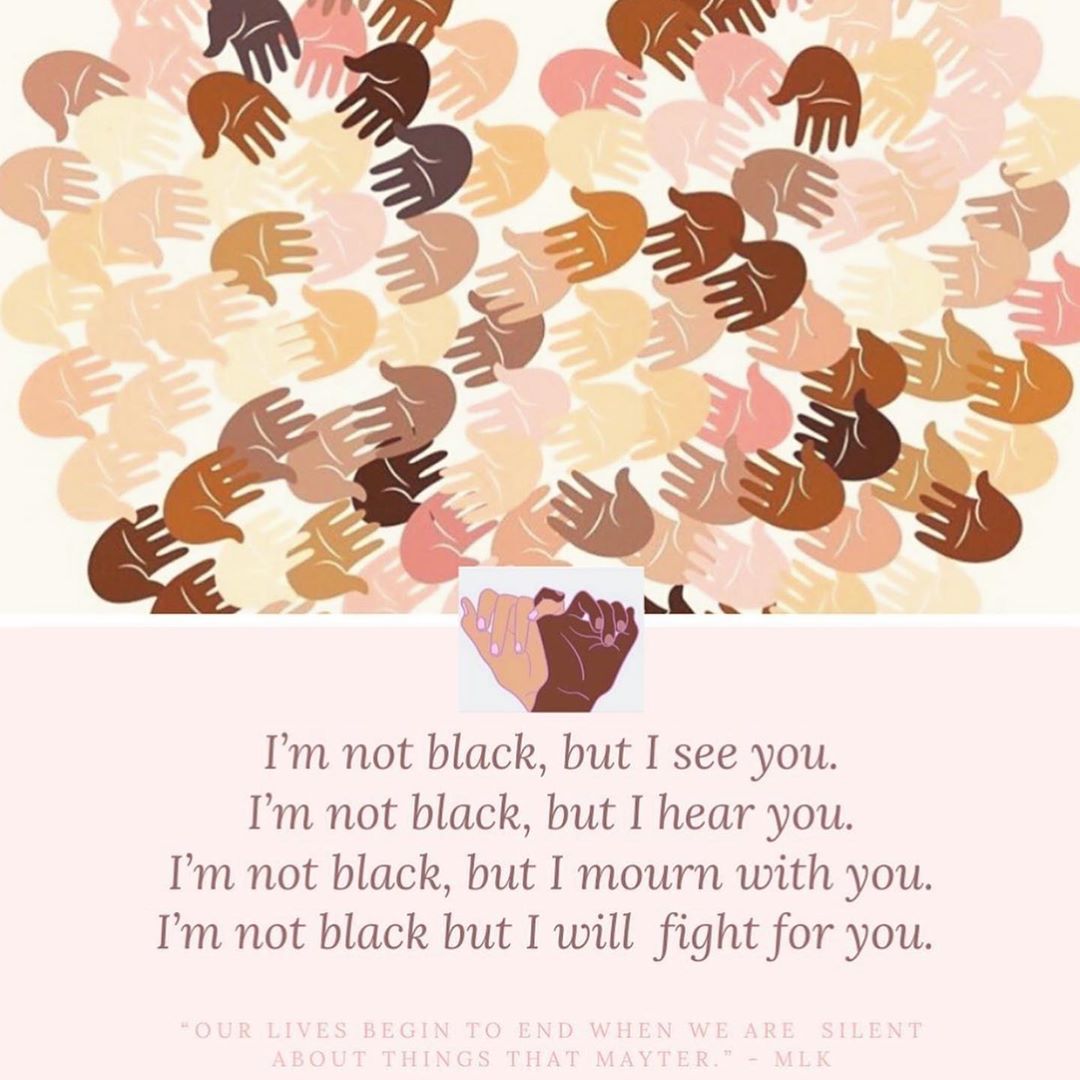 I'm not black, but I see you.
I'm not black, but I hear you.
I'm not black, but I mourn with you.
I'm not black but I will  fight for you.
“OUR LIVES BEGIN TO END WHEN WE ARE  SILENT
ABOUT THINGS THAT MAYTER.” - MLK